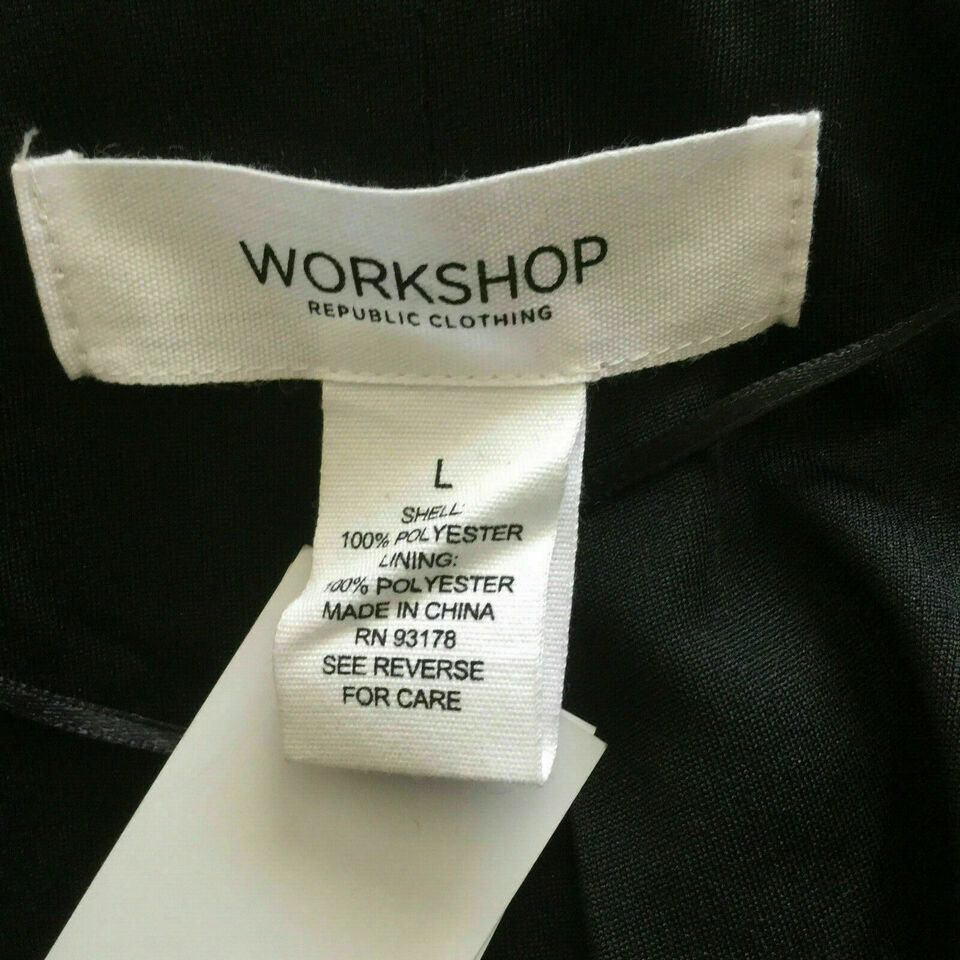 WORKSHOP
REPUBLIC CLOTHING
L
SHELL:
100% POLYESTER
LINING:
100% POLYESTER
MADE IN CHINA
RN 93178
SEE REVERSE
FOR CARE